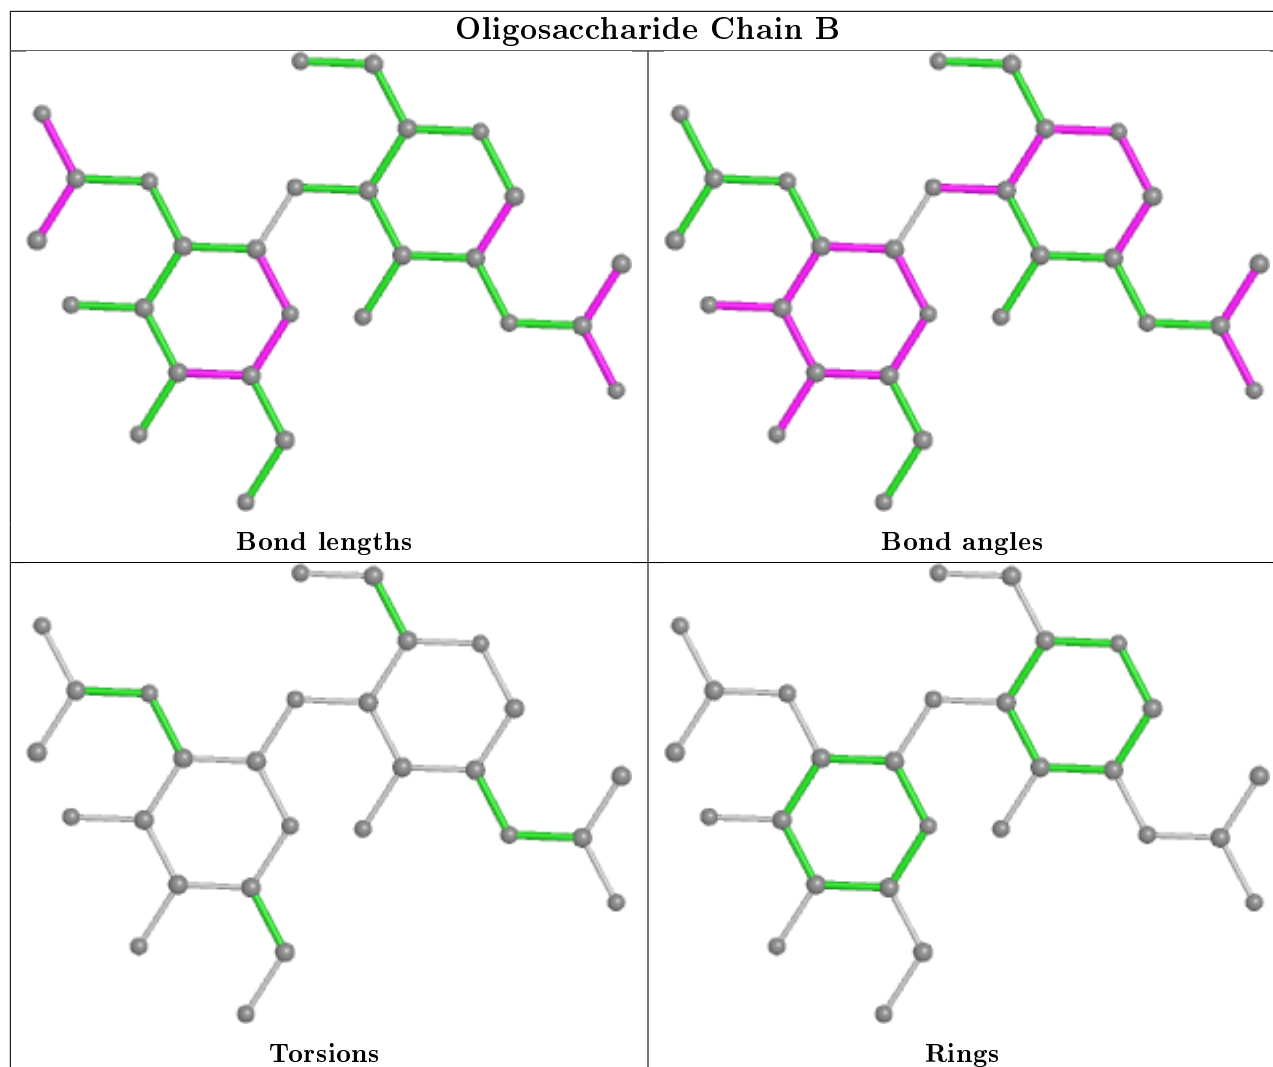 Oligosaccharide Chain B
Bond lengths
Bond angles
Torsions
Rings